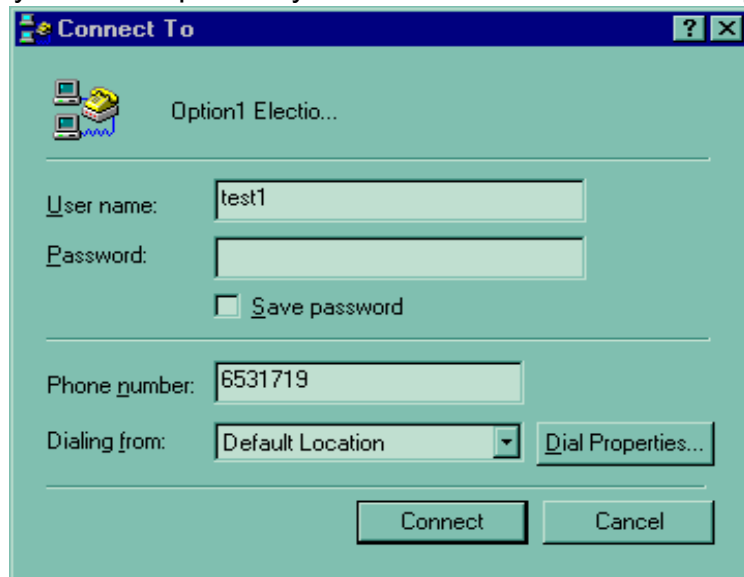 Connect To
Option1 Electio...
User name: test1
Password:
Save password
Phone number: 6531719
Dialing from: Default Location Dial Properties...
Connect Cancel